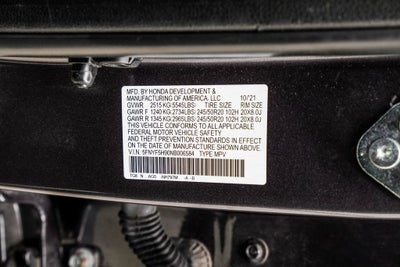 MFD. BY HONDA DEVELOPMENT &
MANUFACTURING OF AMERICA, LLC 10/21
GVWR 2515 KG(5545LBS) TIRE SIZE RIM SIZE
GAWR F 1240 KG(2734LBS) 245/50R20 102H 20X8.0J
GAWR R 1345 KG(2965LBS) 245/50R20 102H 20X8.0J
THIS VEHICLE CONFORMS TO ALL APPLICABLE
FEDERAL MOTOR VEHICLE SAFETY
AND THEFT PREVENTION STANDARDS IN EFFECT
ON THE DATE OF MANUFACTURE SHOWN ABOVE.
V.I.N. 5FNYF5H90NB006584 TYPE MPV